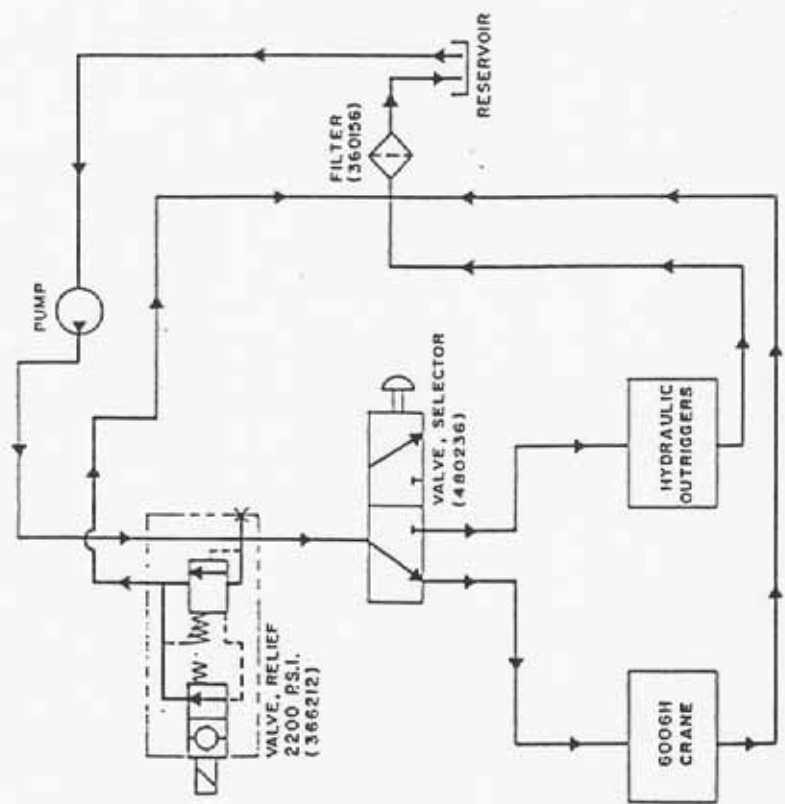 RESERVOIR
FILTER
(360156)
PUMP
VALVE, SELECTOR
(480236)
HYDRAULIC
OUTRIGGERS
VALVE, RELIEF
2200 P.S.I.
(366212)
6006H
CRANE